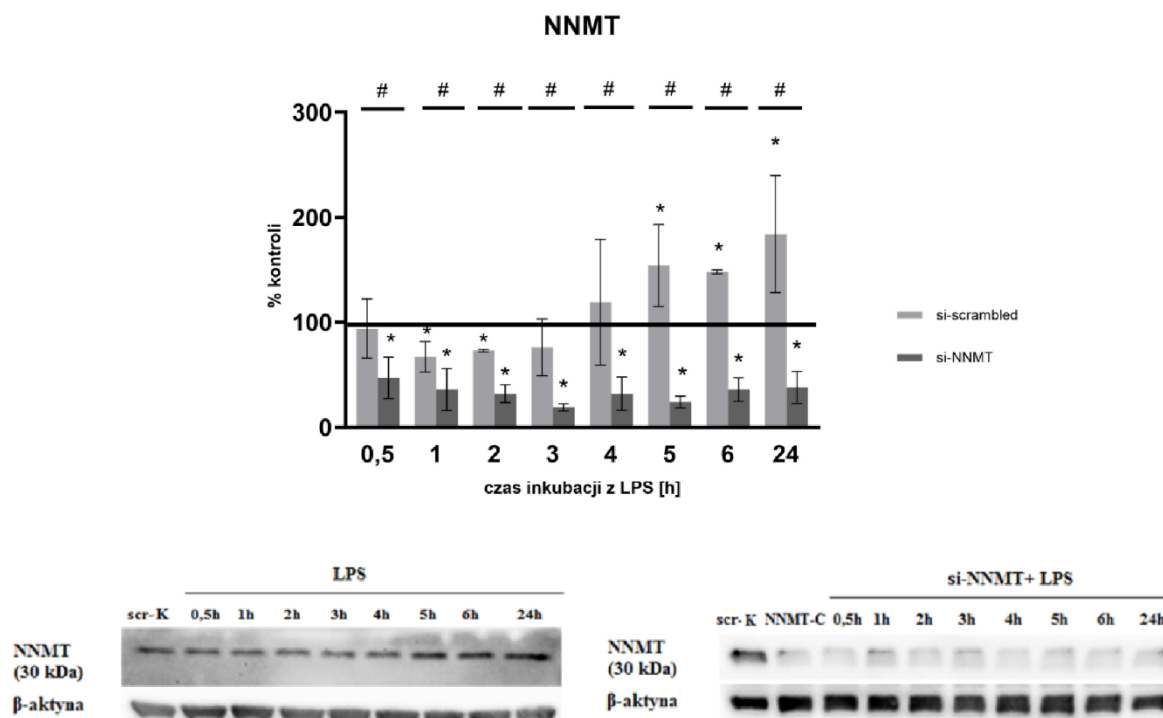 NNMT
# # # # # # # #
300
200
100
0
% kontroli
* * * * * * * * * * * * *
0,5 1 2 3 4 5 6 24
czas inkubacji z LPS [h]
si-scrambled
si-NNMT
LPS
scr-K 0,5h 1h 2h 3h 4h 5h 6h 24h
NNMT
(30 kDa)
β-aktyna
si-NNMT+ LPS
scr-K NNMT-C 0,5h 1h 2h 3h 4h 5h 6h 24h
NNMT
(30 kDa)
β-aktyna